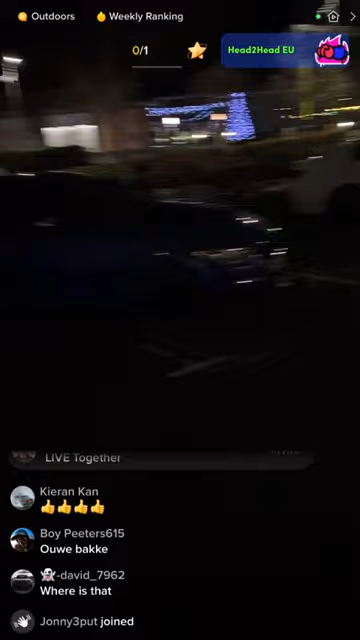 Outdoors
Weekly Ranking
0/1
Head2Head EU
LIVE Together
Kieran Kan
👍👍👍👍
Boy Peeters615
Ouwe bakke
👻-david_7962
Where is that
Jonny3put joined